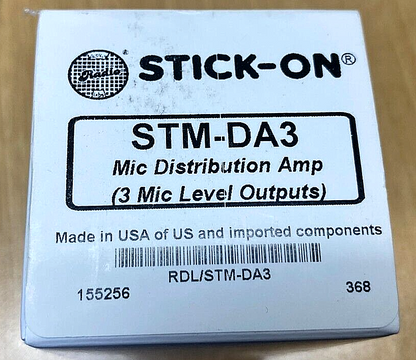 Radio
STICK-ON®
STM-DA3
Mic Distribution Amp
(3 Mic Level Outputs)
Made in USA of US and imported components
RDL/STM-DA3
155256 368